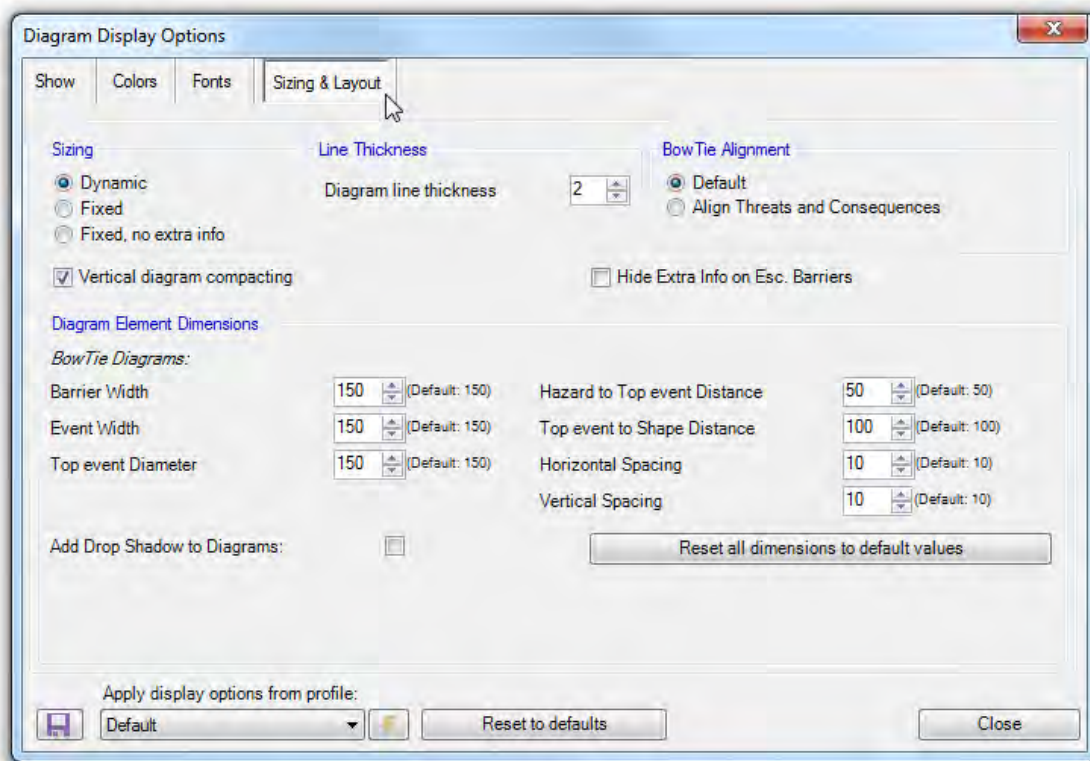 Diagram Display Options
Show Colors Fonts Sizing & Layout
Sizing Line Thickness BowTie Alignment
Dynamic Diagram line thickness 2 Default
Fixed Align Threats and Consequences
Fixed, no extra info
Vertical diagram compacting Hide Extra Info on Esc. Barriers
Diagram Element Dimensions
BowTie Diagrams:
Barrier Width 150 (Default: 150) Hazard to Top event Distance 50 (Default: 50)
Event Width 150 (Default: 150) Top event to Shape Distance 100 (Default: 100)
Top event Diameter 150 (Default: 150) Horizontal Spacing 10 (Default: 10)
Vertical Spacing 10 (Default: 10)
Add Drop Shadow to Diagrams: Reset all dimensions to default values
Apply display options from profile:
Default Reset to defaults Close